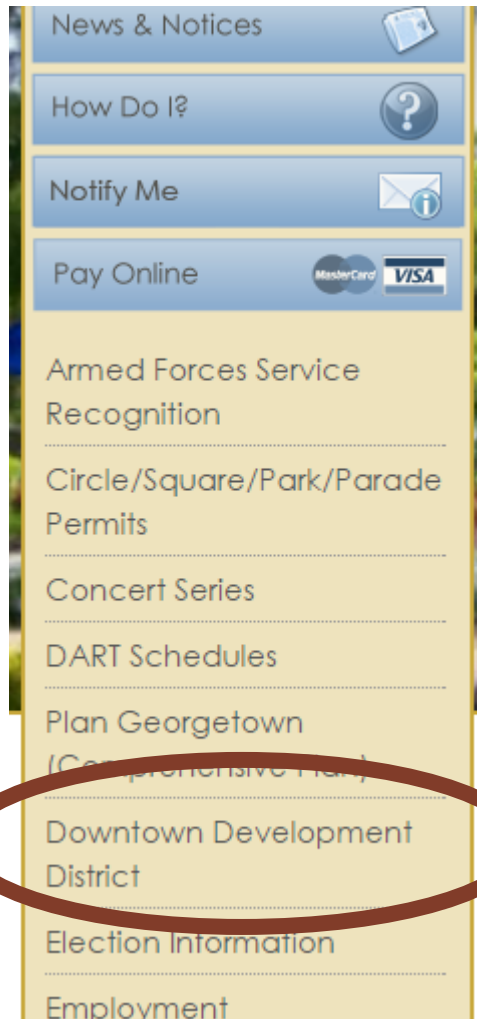 News & Notices
How Do I?
?
Notify Me
i
Pay Online
MasterCard VISA
Armed Forces Service
Recognition
Circle/Square/Park/Parade
Permits
Concert Series
DART Schedules
Plan Georgetown
(Comprehensive Plan)
Downtown Development
District
Election Information
Employment